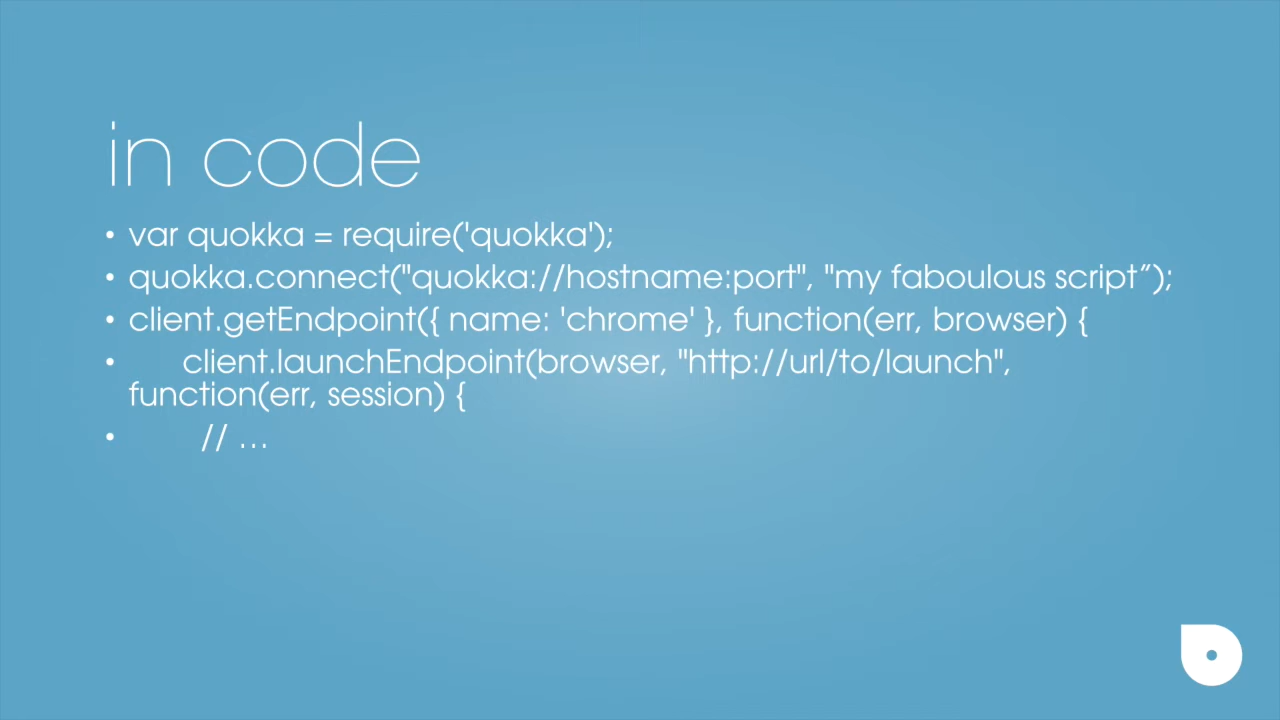 in code
• var quokka = require('quokka');
• quokka.connect("quokka://hostname:port", "my faboulous script”);
• client.getEndpoint({ name: 'chrome' }, function(err, browser) {
•      client.launchEndpoint(browser, "http://url/to/launch",
function(err, session) {
•        // …